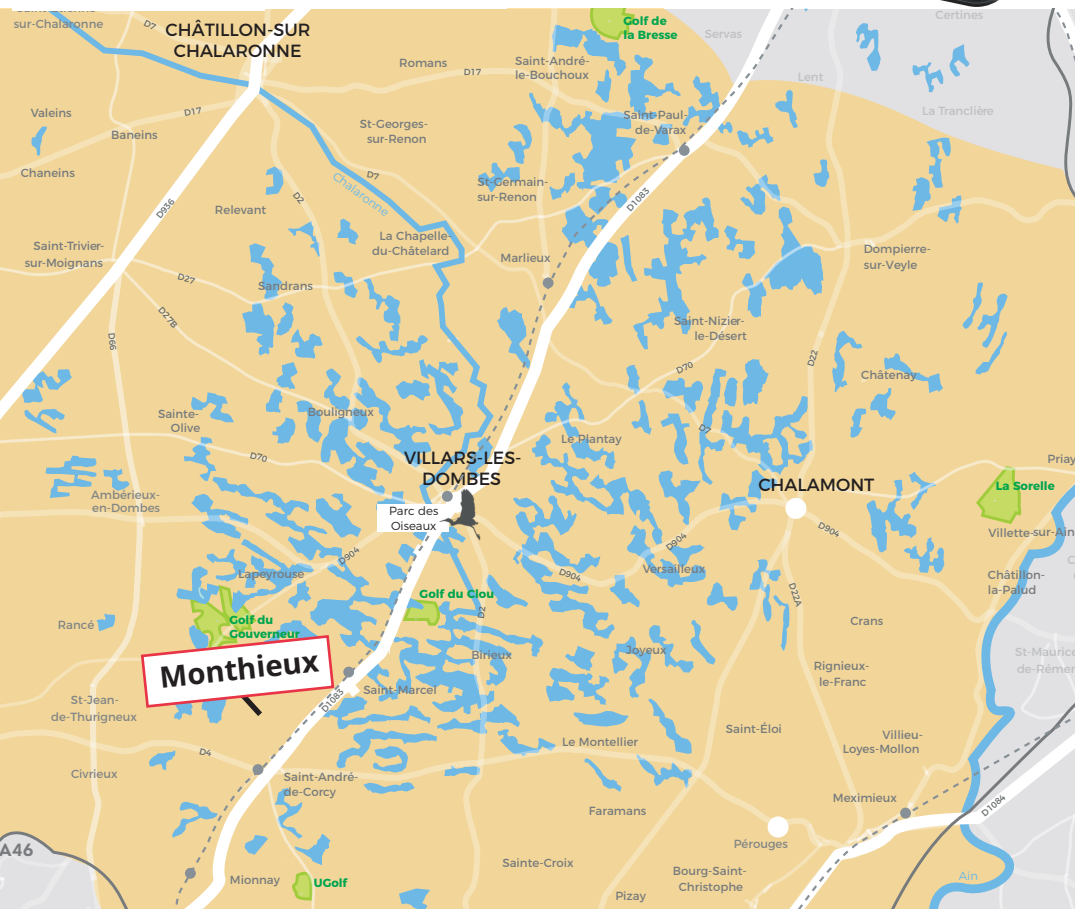 sur-Chalaronne
D7
CHÂTILLON-SUR
CHALARONNE
Golf de
la Bresse
Servas
Certines
Romans
D17
Saint-André-
le-Bouchoux
Lent
La Tranclière
Valeins
D17
Baneins
St-Georges-
sur-Renon
Saint-Paul-
de-Varax
Chaneins
D7
Chalaronne
St-Germain-
sur-Renon
D1083
D936
D2
Relevant
La Chapelle-
du-Châtelard
Saint-Trivier-
sur-Moignans
Marlieux
Dompierre-
sur-Veyle
D27
Sandrans
D27B
D66
Saint-Nizier-
le-Désert
D22
D70
Châtenay
Sainte-
Olive
Bouligneux
D7
Le Plantay
D70
VILLARS-LES-
DOMBES
Priay
CHALAMONT
La Sorelle
Ambérieux-
en-Dombes
Parc des
Oiseaux
D904
D904
D904
D904
Villette-sur-Ain
Lapeyrouse
Versailleux
Châtillon-
la-Palud
Golf du Clou
D2
D22A
Rancé
Golf du
Gouverneur
Crans
Monthieux
Birieux
Joyeux
St-Maurice
de-Rémen
Rignieux-
le-Franc
Saint-Marcel
D1083
St-Jean-
de-Thurigneux
Saint-Éloi
Villieu-
Loyes-Mollon
D4
Le Montellier
Civrieux
Saint-André-
de-Corcy
Meximieux
D1084
Faramans
Pérouges
A46
Sainte-Croix
Bourg-Saint-
Christophe
Mionnay
UGolf
Pizay
Ain